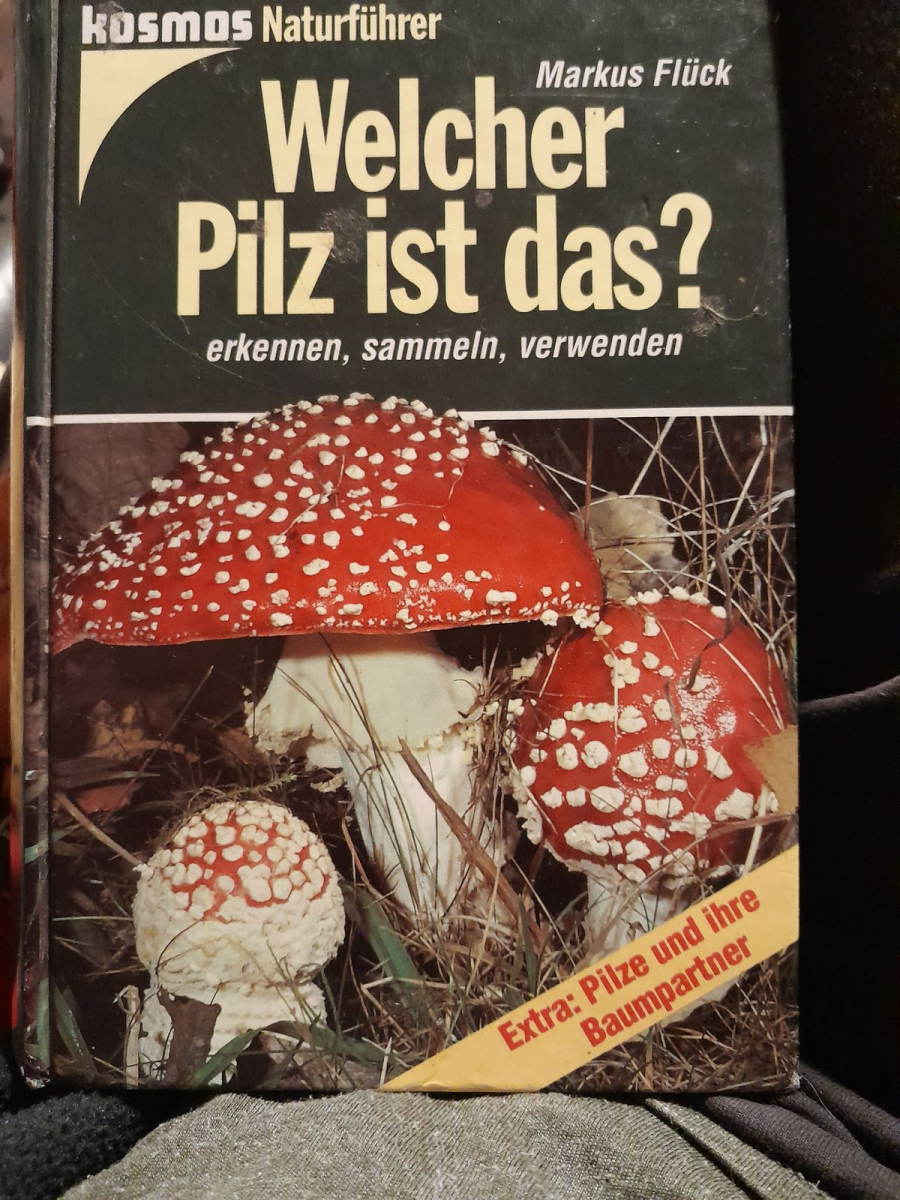 kosmos Naturführer
Markus Flück
Welcher
Pilz ist das?
erkennen, sammeln, verwenden
Extra: Pilze und ihre
Baumpartner